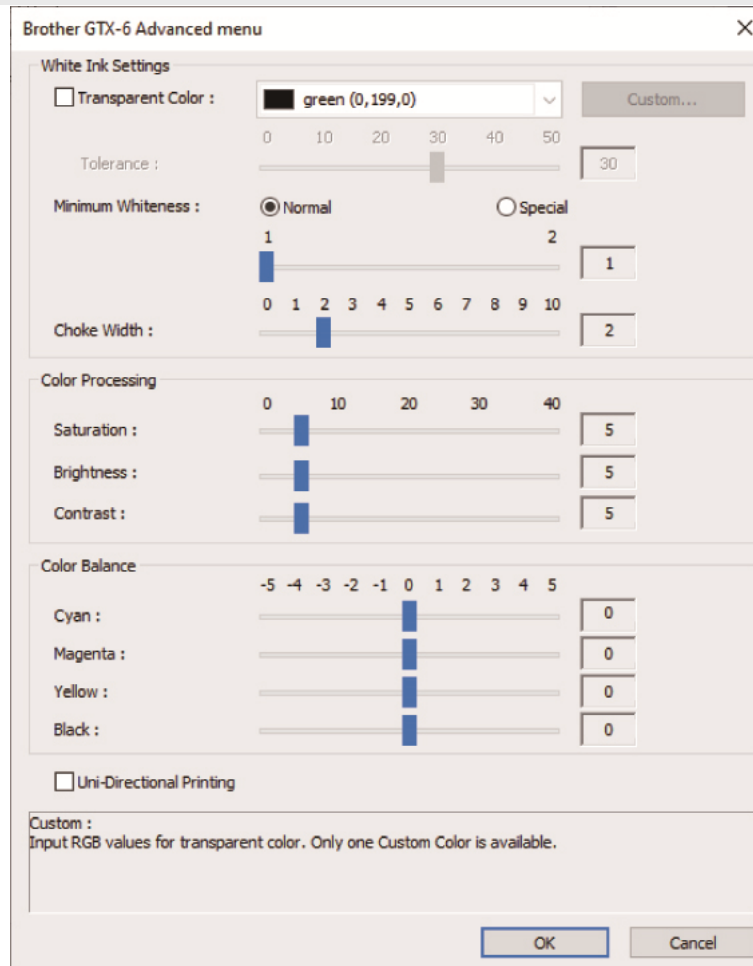 Brother GTX-6 Advanced menu
White Ink Settings
Transparent Color : green (0,199,0) Custom...
0 10 20 30 40 50
Tolerance : 30
Minimum Whiteness : Normal Special
1 2
1
0 1 2 3 4 5 6 7 8 9 10
Choke Width : 2
Color Processing
0 10 20 30 40
Saturation : 5
Brightness : 5
Contrast : 5
Color Balance
-5 -4 -3 -2 -1 0 1 2 3 4 5
Cyan : 0
Magenta : 0
Yellow : 0
Black : 0
Uni-Directional Printing
Custom :
Input RGB values for transparent color. Only one Custom Color is available.
OK Cancel